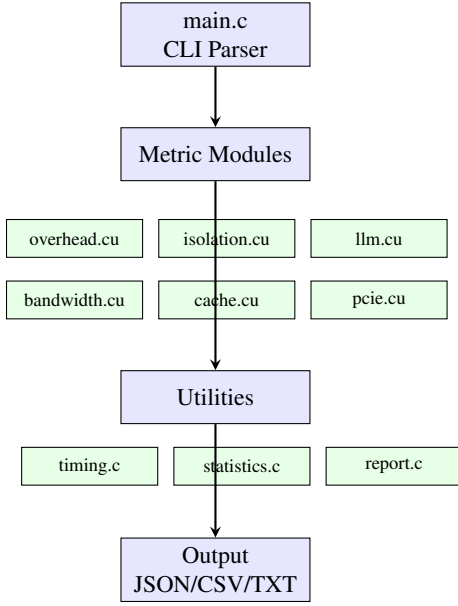 main.c
CLI Parser
Metric Modules
overhead.cu
isolation.cu
llm.cu
bandwidth.cu
cache.cu
pcie.cu
Utilities
timing.c
statistics.c
report.c
Output
JSON/CSV/TXT